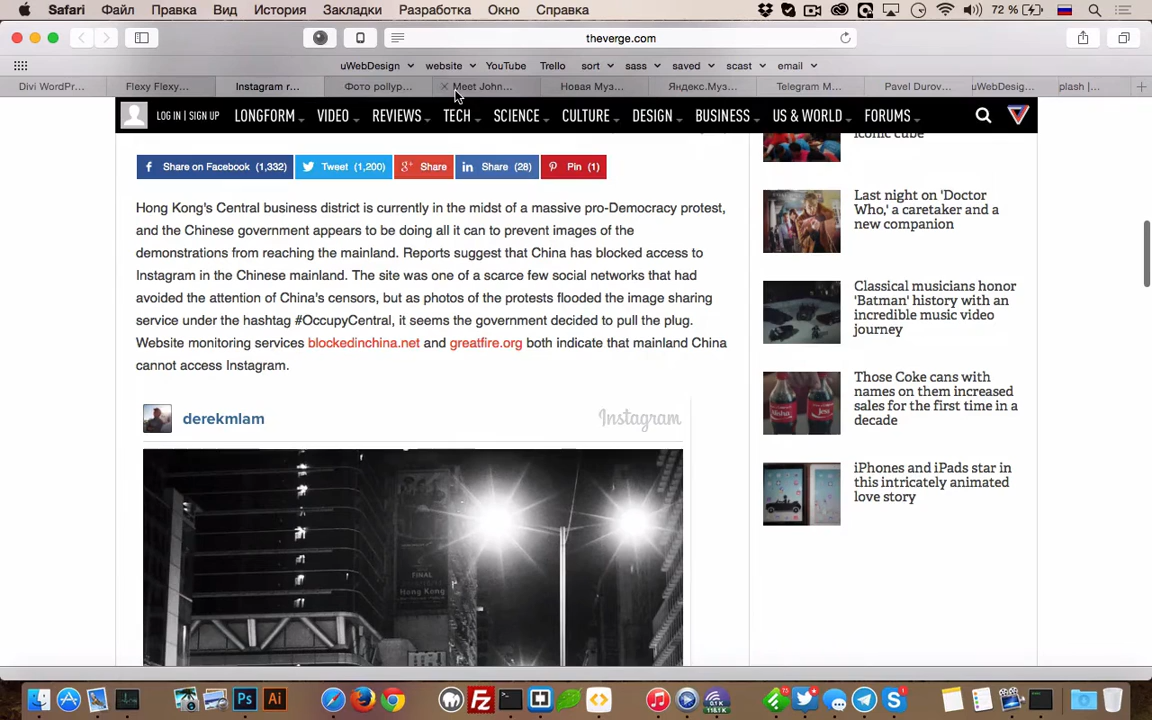 Safari Файл Правка Вид История Закладки Разработка Окно Справка 72 %
theverge.com
uWebDesign website YouTube Trello sort sass saved scast email
Divi WordPr... Flexy Flexy... Instagram r... Фото pollyp... Meet John... Новая Муз... Яндекс.Муз... Telegram M... Pavel Durov... uWebDesign plash |...
LOG IN | SIGN UP LONGFORM VIDEO REVIEWS TECH SCIENCE CULTURE DESIGN BUSINESS US & WORLD FORUMS
Share on Facebook (1,332) Tweet (1,200) Share Share (28) Pin (1)
Hong Kong's Central business district is currently in the midst of a massive pro-Democracy protest,
and the Chinese government appears to be doing all it can to prevent images of the
demonstrations from reaching the mainland. Reports suggest that China has blocked access to
Instagram in the Chinese mainland. The site was one of a scarce few social networks that had
avoided the attention of China's censors, but as photos of the protests flooded the image sharing
service under the hashtag #OccupyCentral, it seems the government decided to pull the plug.
Website monitoring services blockedinchina.net and greatfire.org both indicate that mainland China
cannot access Instagram.
derekmlam Instagram
FINAL
Hong Kong
iconic cube
Last night on 'Doctor
Who,' a caretaker and a
new companion
Classical musicians honor
'Batman' history with an
incredible music video
journey
Those Coke cans with
names on them increased
sales for the first time in a
decade
iPhones and iPads star in
this intricately animated
love story
Ps Ai